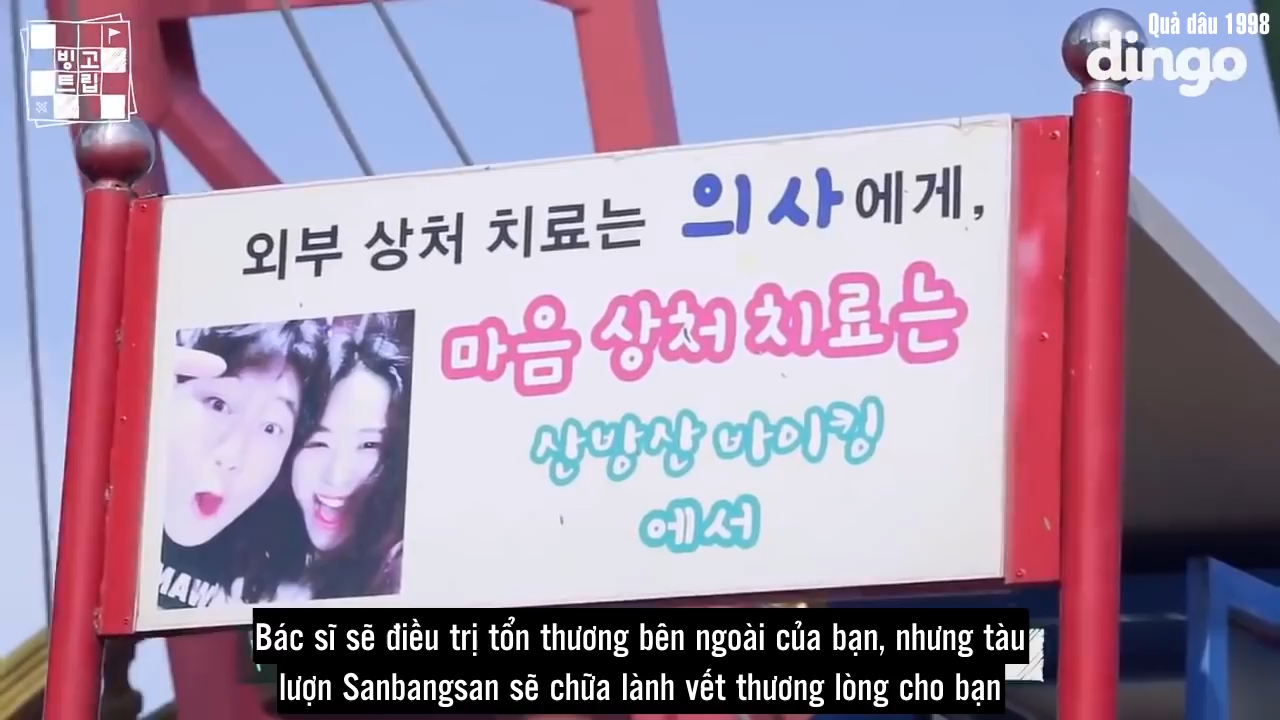 빙고
트립
Quả dâu 1998
dingo
외부 상처 치료는 의사에게,
마음 상처 치료는
산방산 바이킹
에서
Bác sĩ sẽ điều trị tổn thương bên ngoài của bạn, nhưng tàu
lượn Sanbangsan sẽ chữa lành vết thương lòng cho bạn